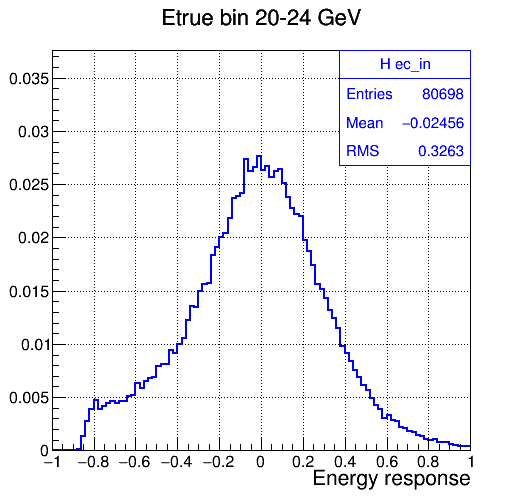 Etrue bin 20-24 GeV
H ec_in
Entries 80698
Mean −0.02456
RMS 0.3263
0.035
0.03
0.025
0.02
0.015
0.01
0.005
0
−1 −0.8 −0.6 −0.4 −0.2 0 0.2 0.4 0.6 0.8 1
Energy response